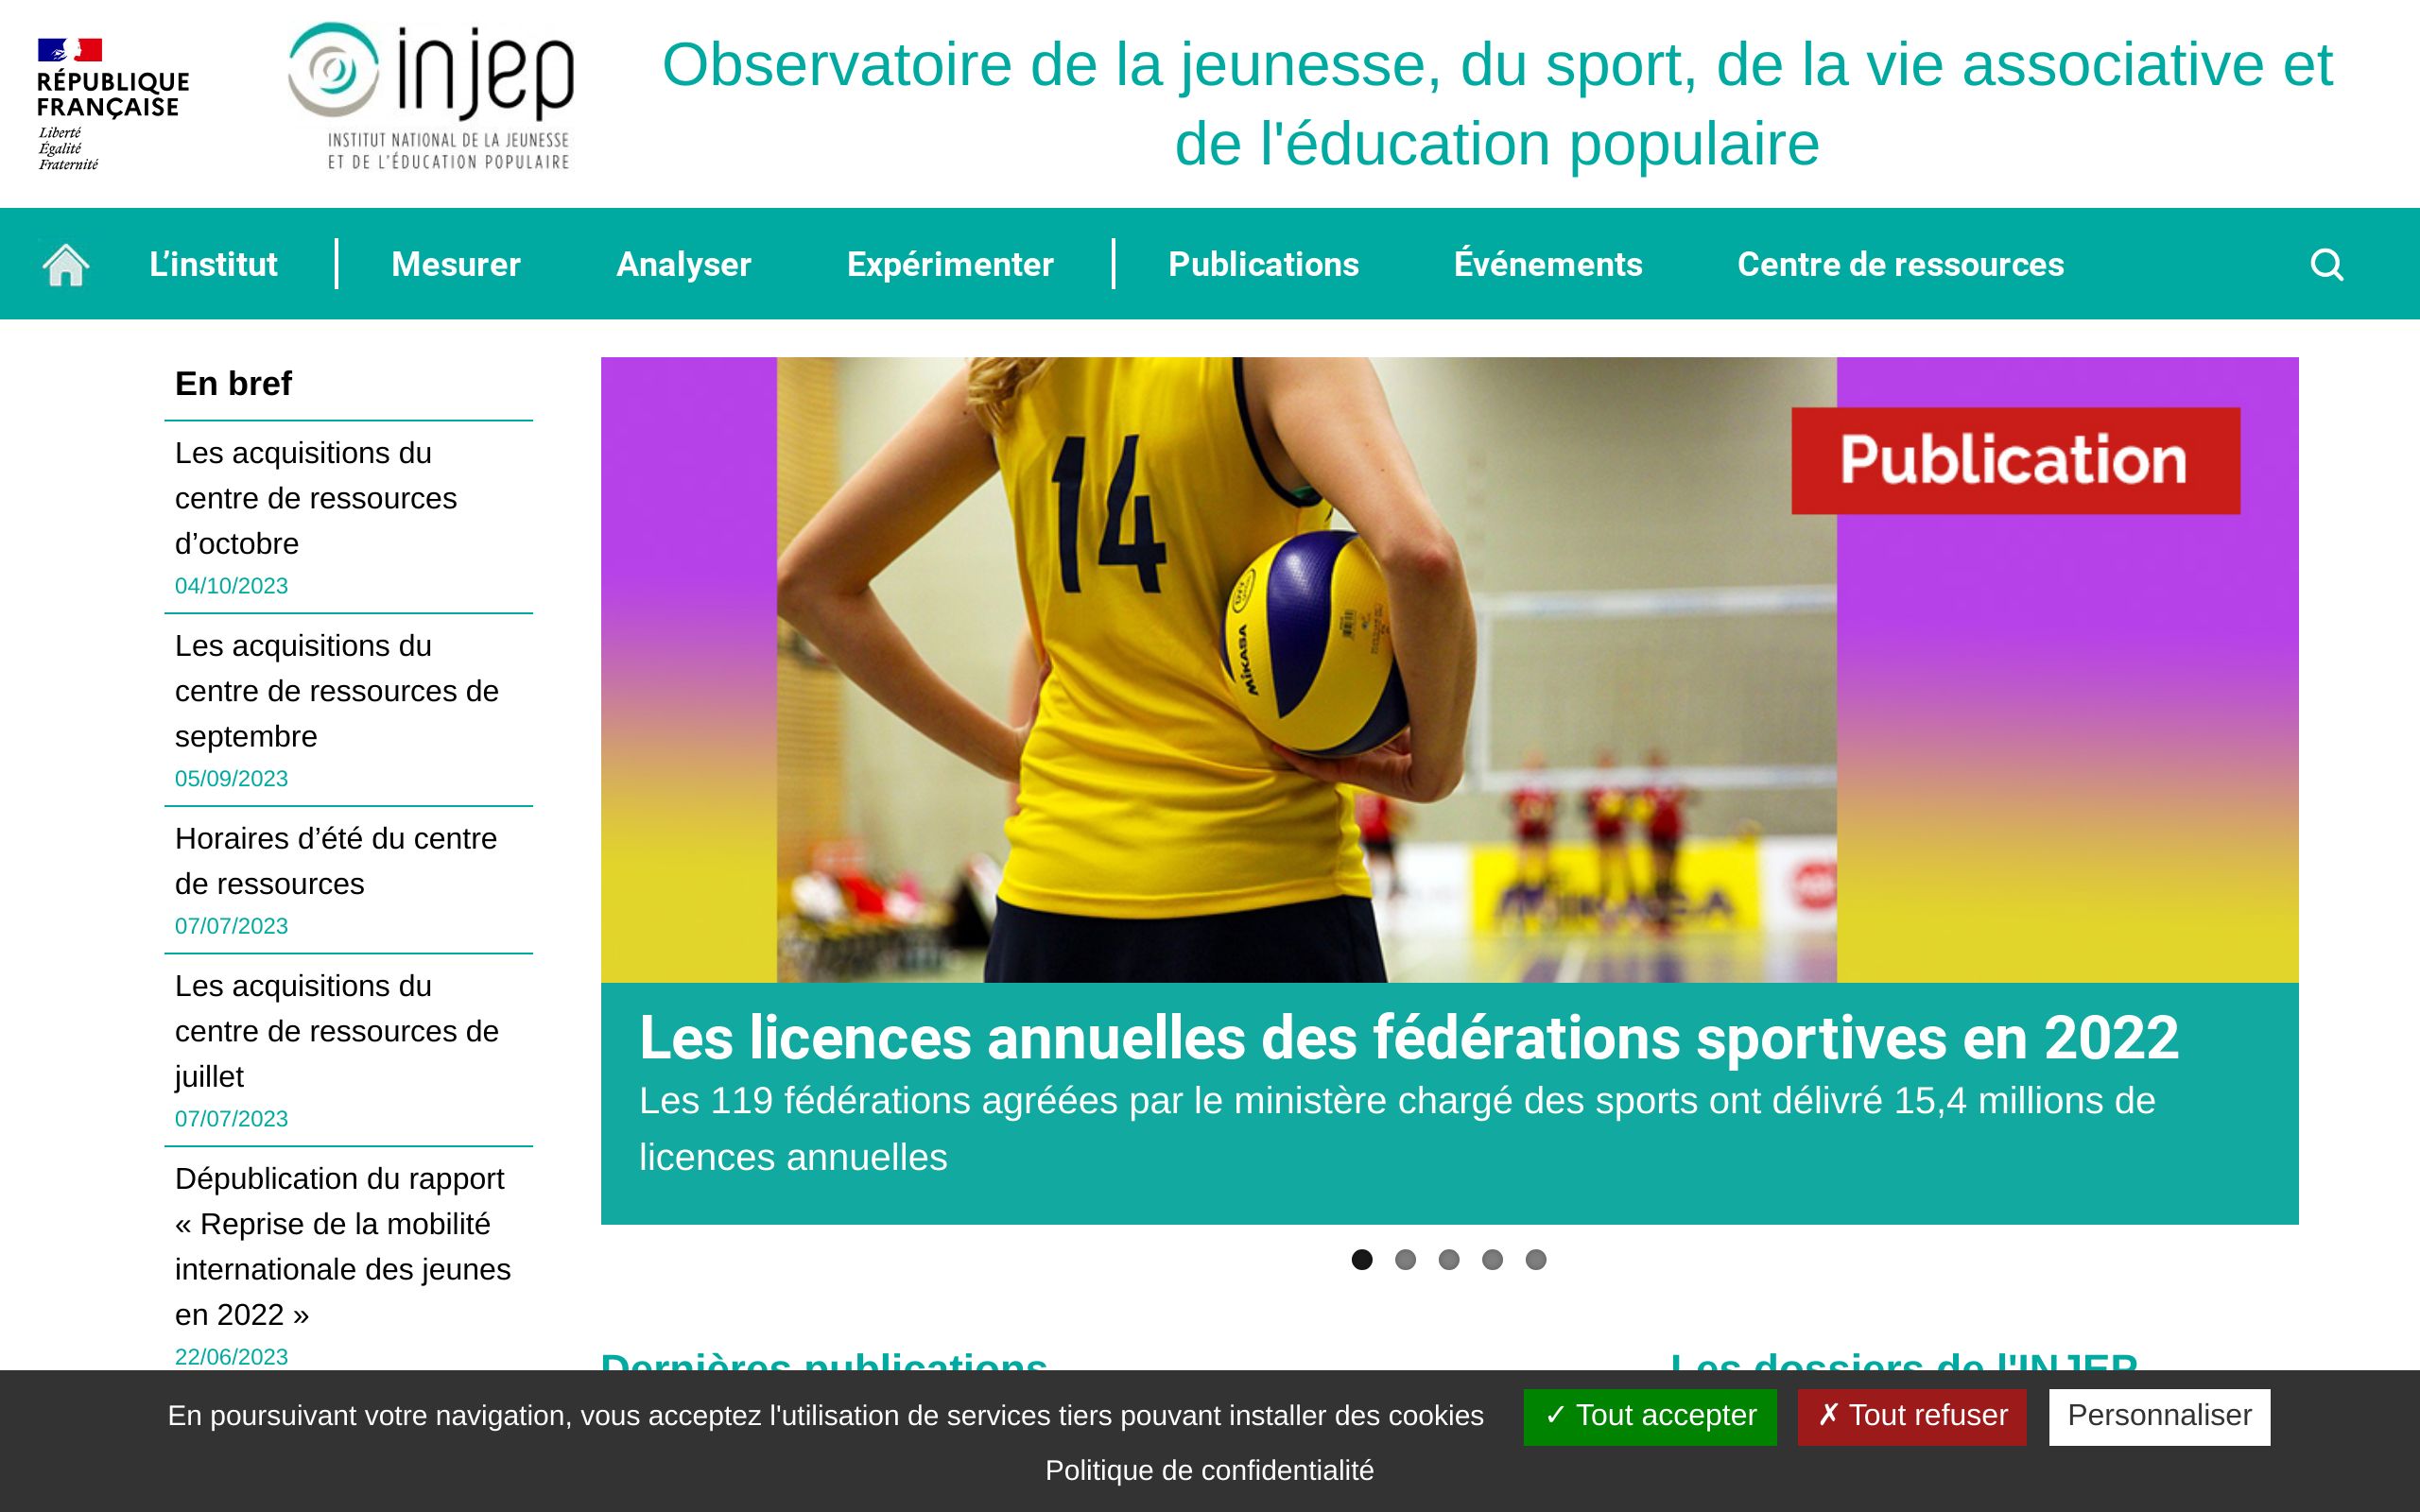 RÉPUBLIQUE
FRANÇAISE
Liberté
Égalité
Fraternité
injep
INSTITUT NATIONAL DE LA JEUNESSE
ET DE L'ÉDUCATION POPULAIRE
Observatoire de la jeunesse, du sport, de la vie associative et
de l'éducation populaire
L’institut
Mesurer
Analyser
Expérimenter
Publications
Événements
Centre de ressources
En bref
Les acquisitions du
centre de ressources
d’octobre
04/10/2023
Les acquisitions du
centre de ressources de
septembre
05/09/2023
Horaires d’été du centre
de ressources
07/07/2023
Les acquisitions du
centre de ressources de
juillet
07/07/2023
Dépublication du rapport
« Reprise de la mobilité
internationale des jeunes
en 2022 »
22/06/2023
14
MIKASA
MIKASA
Publication
Les licences annuelles des fédérations sportives en 2022
Les 119 fédérations agréées par le ministère chargé des sports ont délivré 15,4 millions de
licences annuelles
Dernières publications
Les dossiers de l'INJEP
En poursuivant votre navigation, vous acceptez l'utilisation de services tiers pouvant installer des cookies
✓ Tout accepter
✗ Tout refuser
Personnaliser
Politique de confidentialité